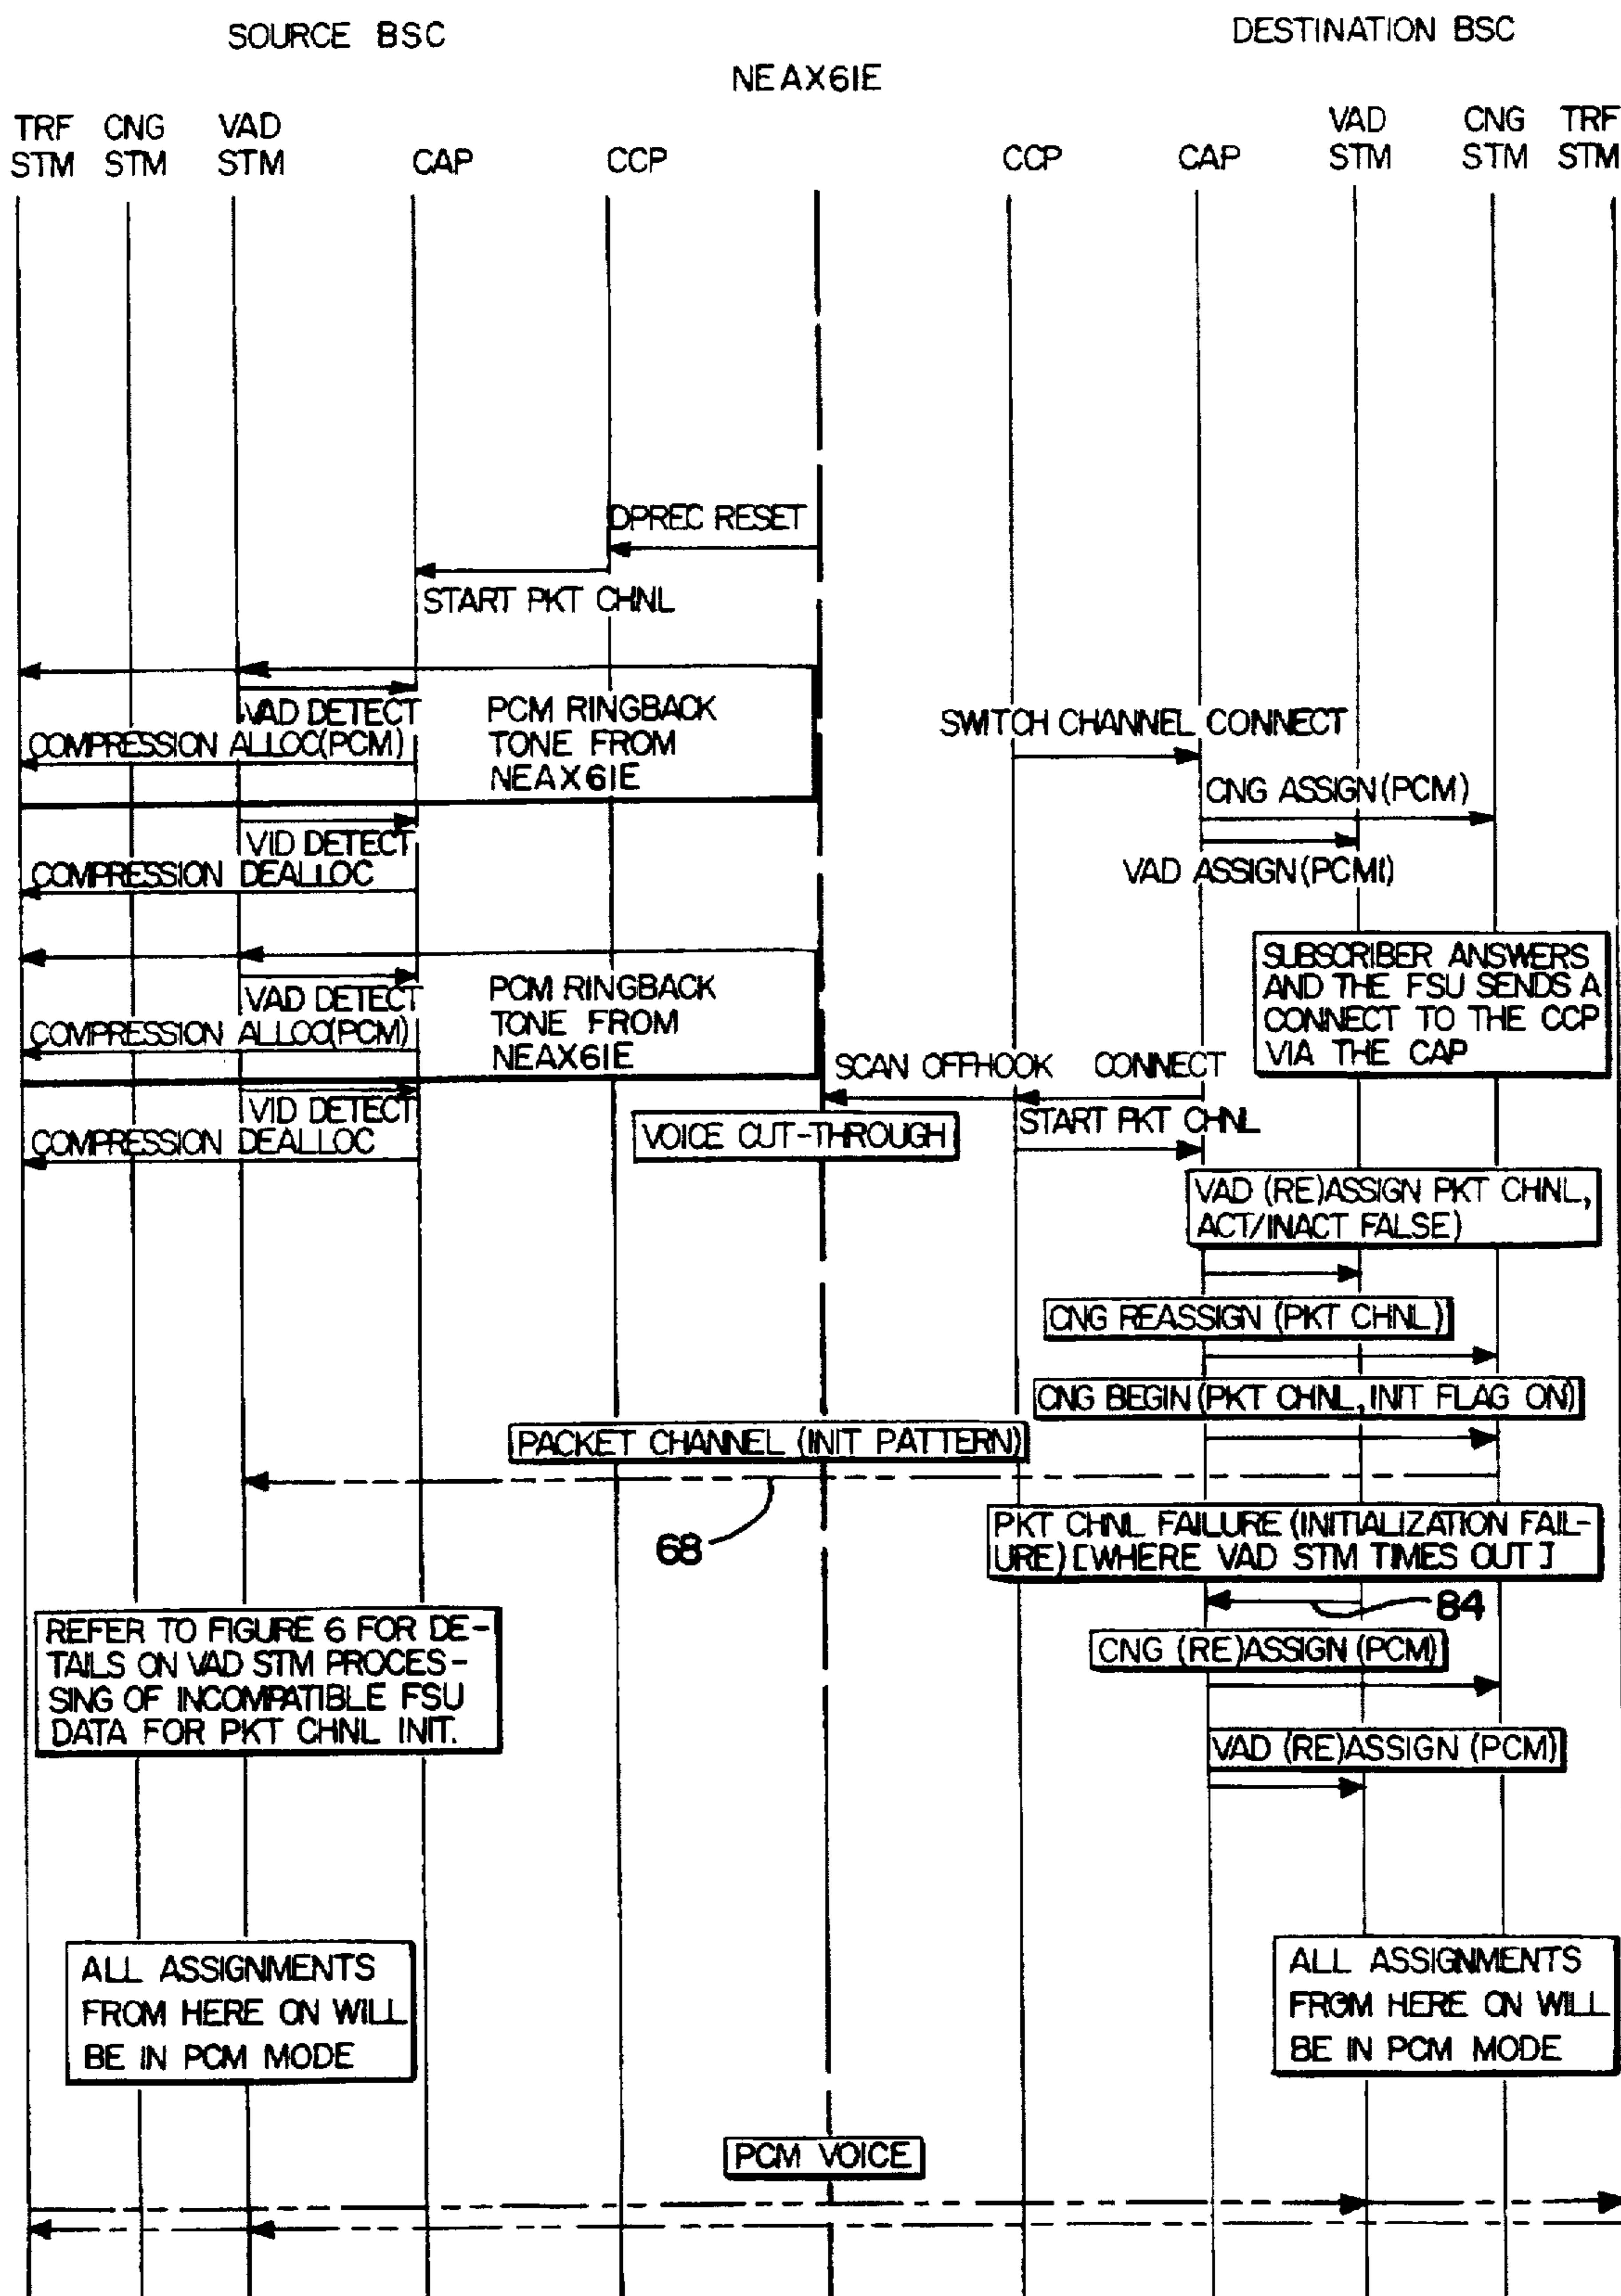 SOURCE BSC
DESTINATION BSC
NEAX61E
TRF STM
CNG STM
VAD STM
CAP
CCP
CCP
CAP
VAD STM
CNG STM
TRF STM
DPREC RESET
START PKT CHNL
VAD DETECT
COMPRESSION ALLOC(PCM)
PCM RINGBACK
TONE FROM
NEAX61E
SWITCH CHANNEL CONNECT
CNG ASSIGN (PCM)
VAD ASSIGN (PCM)
VID DETECT
COMPRESSION DEALLOC
VAD DETECT
COMPRESSION ALLOC(PCM)
PCM RINGBACK
TONE FROM
NEAX61E
SUBSCRIBER ANSWERS
AND THE FSU SENDS A
CONNECT TO THE CCP
VIA THE CAP
SCAN OFFHOOK
CONNECT
VID DETECT
COMPRESSION DEALLOC
VOICE CUT-THROUGH
START PKT CHNL
VAD (RE)ASSIGN PKT CHNL,
ACT/INACT FALSE)
CNG REASSIGN (PKT CHNL)
CNG BEGIN (PKT CHNL, INIT FLAG ON)
PACKET CHANNEL (INIT PATTERN)
68
PKT CHNL FAILURE (INITIALIZATION FAIL-
URE) [WHERE VAD STM TIMES OUT]
84
REFER TO FIGURE 6 FOR DE-
TAILS ON VAD STM PROCES-
SING OF INCOMPATIBLE FSU
DATA FOR PKT CHNL INIT.
CNG (RE)ASSIGN (PCM)
VAD (RE)ASSIGN (PCM)
ALL ASSIGNMENTS
FROM HERE ON WILL
BE IN PCM MODE
ALL ASSIGNMENTS
FROM HERE ON WILL
BE IN PCM MODE
PCM VOICE